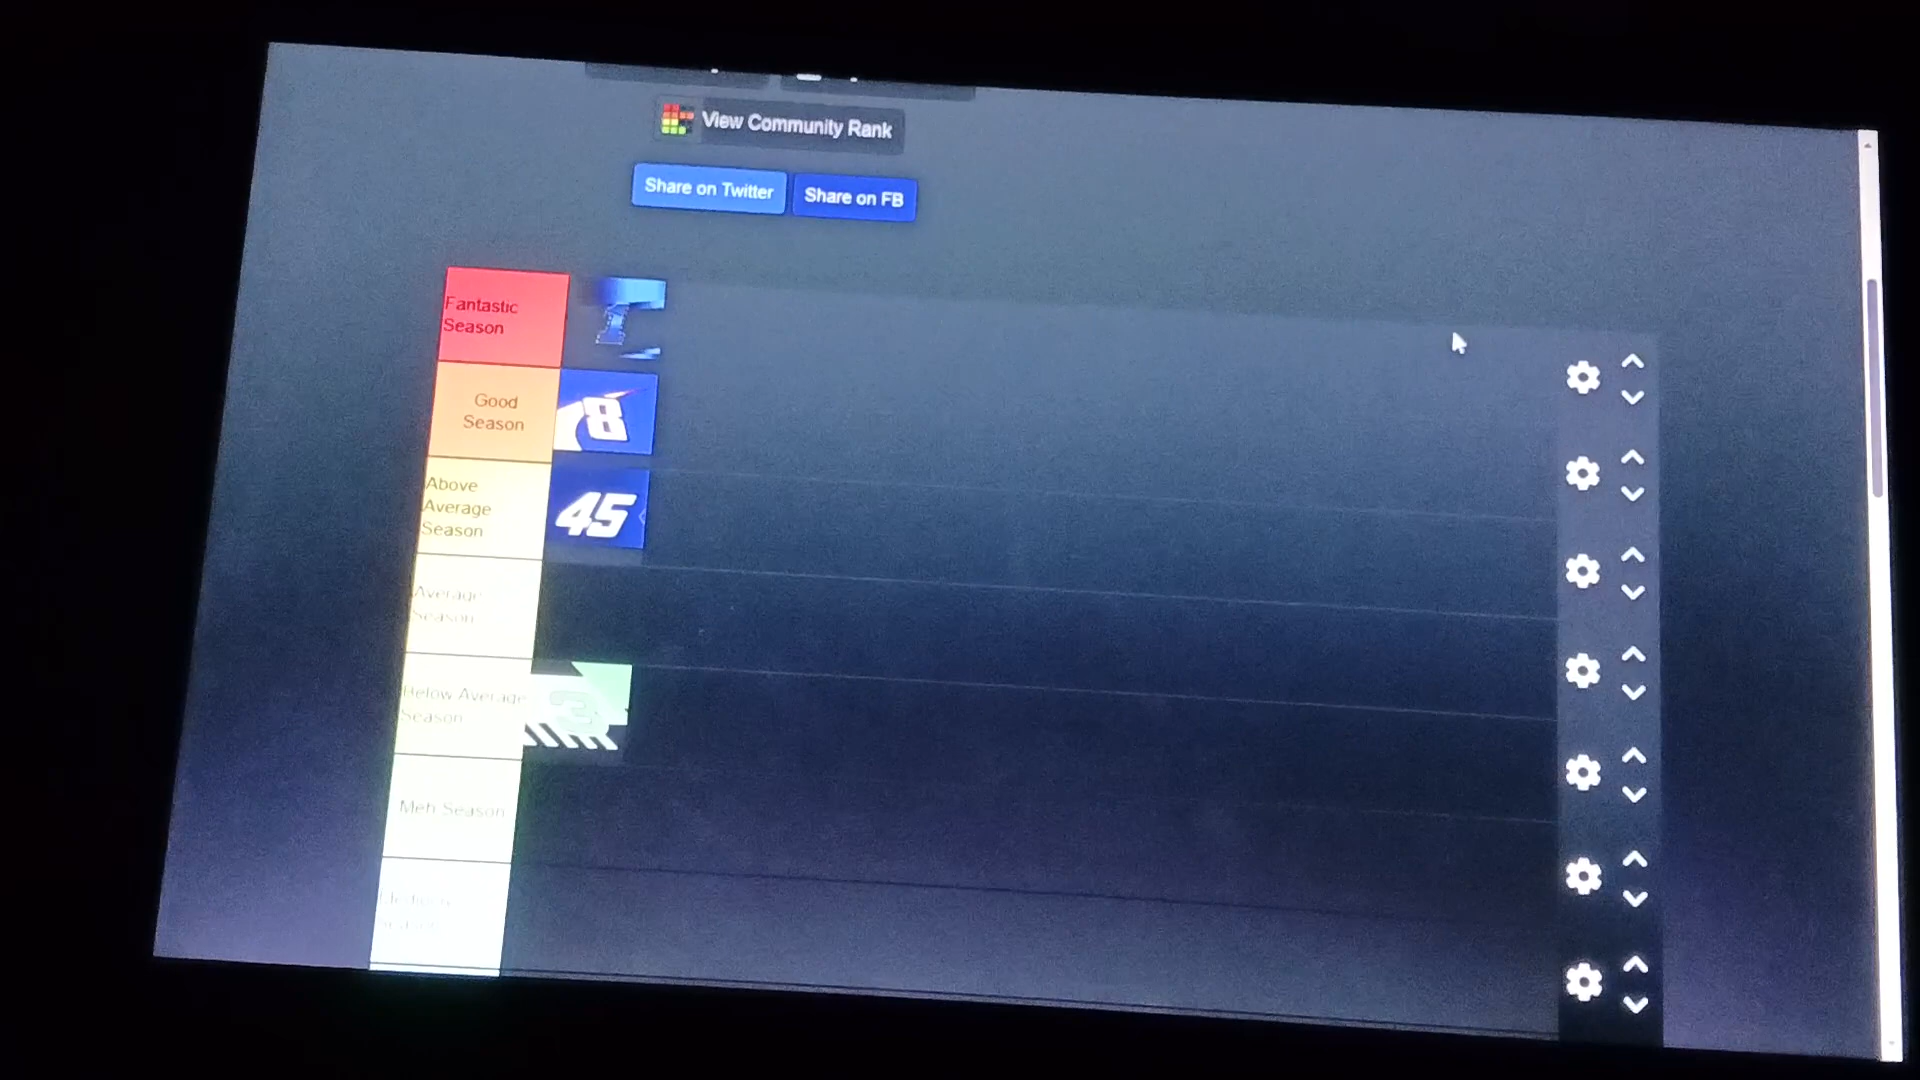 View Community Rank
Share on Twitter
Share on FB
Fantastic
Season
Good
Season
8
Above
Average
Season
45
Average
Season
Below Average
Season
3
Meh Season